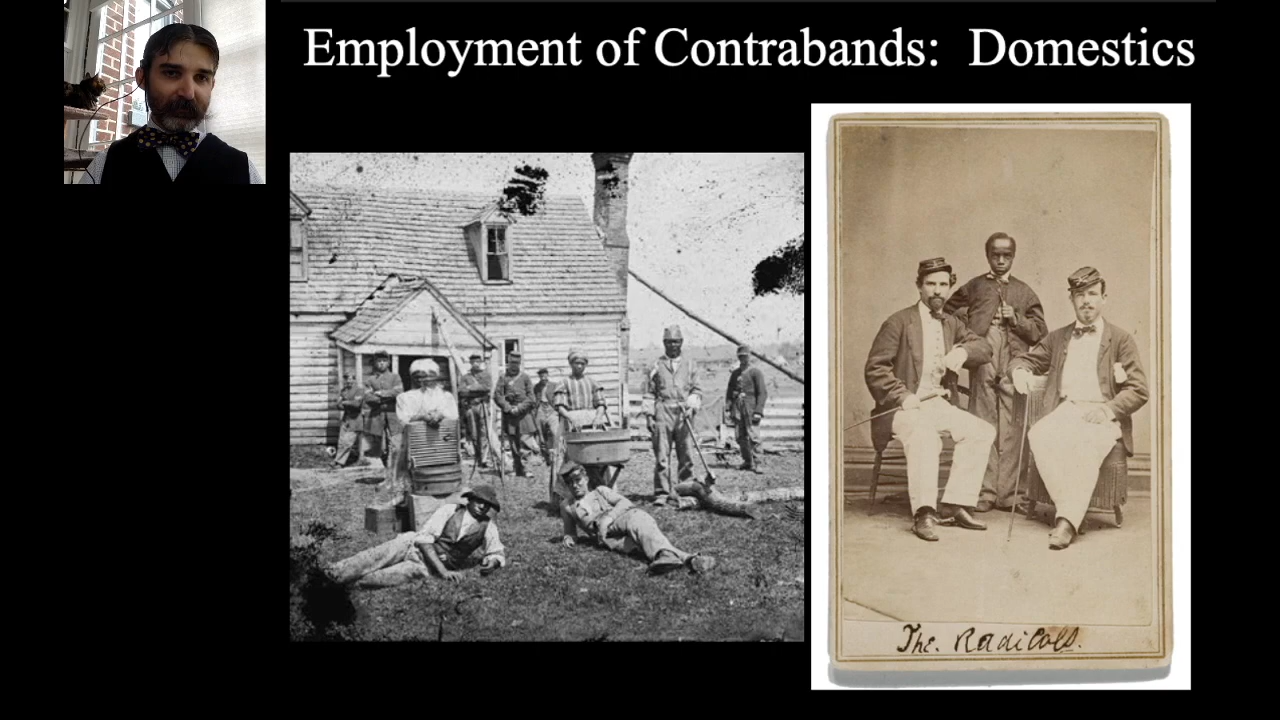 Employment of Contrabands:  Domestics
The. Radicals.